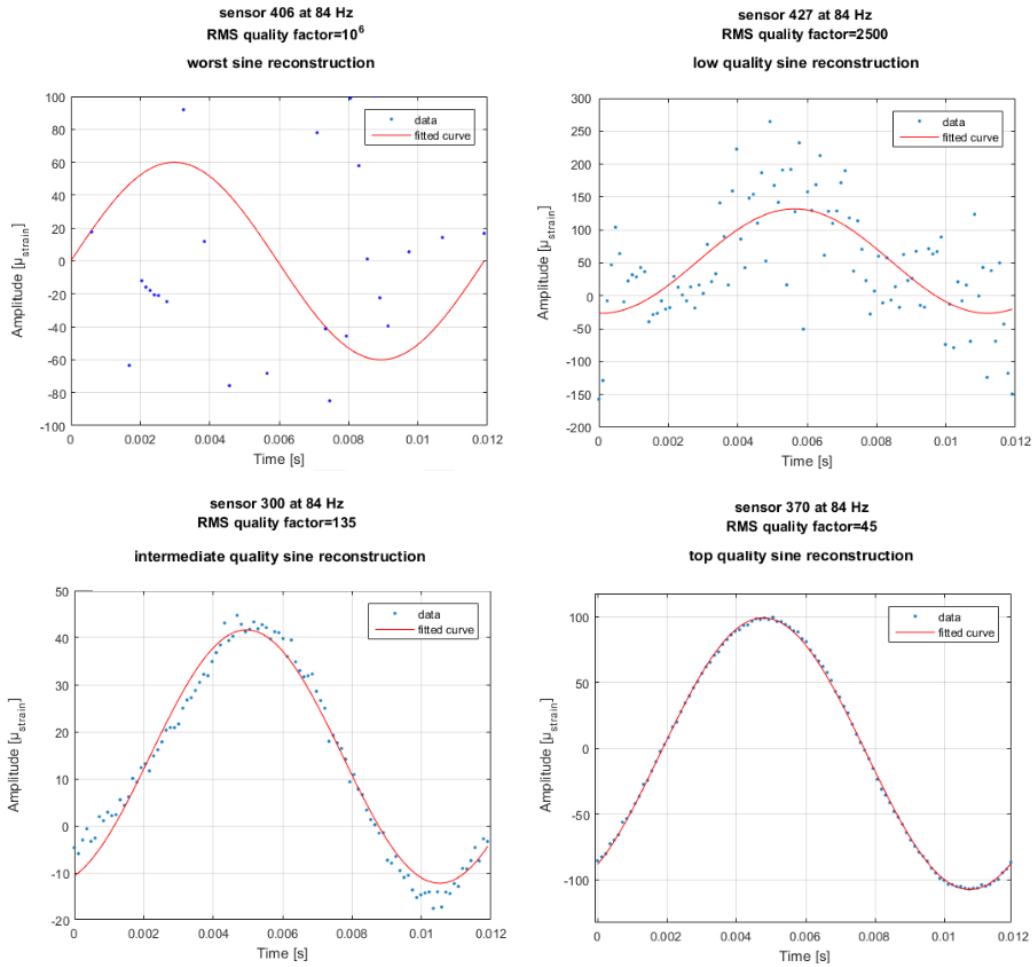 sensor 406 at 84 Hz
RMS quality factor=10⁶
worst sine reconstruction
data
fitted curve
100
80
60
40
20
0
-20
-40
-60
-80
-100
Amplitude [μstrain]
0
0.002
0.004
0.006
0.008
0.01
0.012
Time [s]
sensor 427 at 84 Hz
RMS quality factor=2500
low quality sine reconstruction
data
fitted curve
300
250
200
150
100
50
0
-50
-100
-150
-200
Amplitude [μstrain]
0
0.002
0.004
0.006
0.008
0.01
0.012
Time [s]
sensor 300 at 84 Hz
RMS quality factor=135
intermediate quality sine reconstruction
data
fitted curve
50
40
30
20
10
0
-10
-20
Amplitude [μstrain]
0
0.002
0.004
0.006
0.008
0.01
0.012
Time [s]
sensor 370 at 84 Hz
RMS quality factor=45
top quality sine reconstruction
data
fitted curve
100
50
0
-50
-100
Amplitude [μstrain]
0
0.002
0.004
0.006
0.008
0.01
0.012
Time [s]